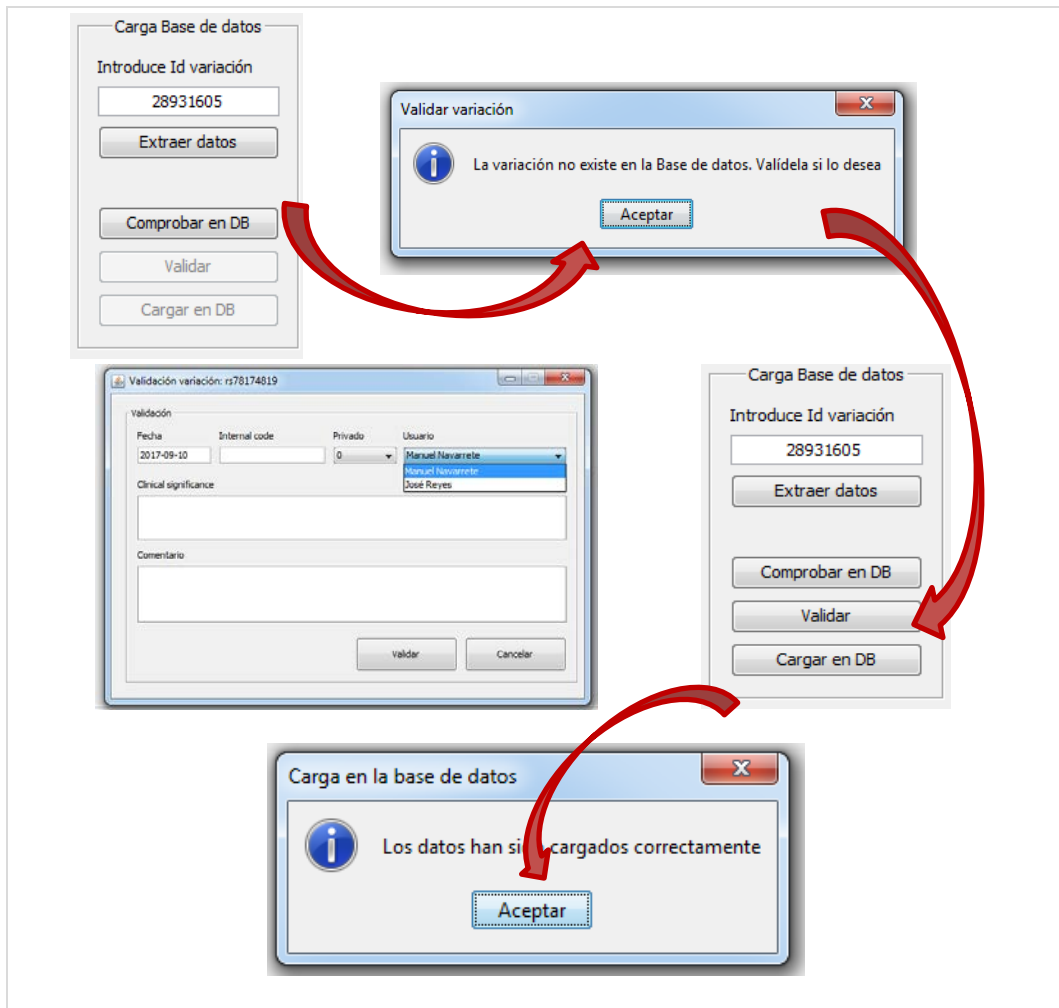 Carga Base de datos
Introduce Id variación
28931605
Extraer datos
Comprobar en DB
Validar
Cargar en DB
Validar variación
La variación no existe en la Base de datos. Valídela si lo desea
Aceptar
Validación variación: rs78174819
Validación
Fecha Internal code Privado Usuario
2017-09-10 0 Manuel Navarrete
Manuel Navarrete
José Reyes
Clinical significance
Comentario
Validar Cancelar
Carga Base de datos
Introduce Id variación
28931605
Extraer datos
Comprobar en DB
Validar
Cargar en DB
Carga en la base de datos
Los datos han cargados correctamente
Aceptar